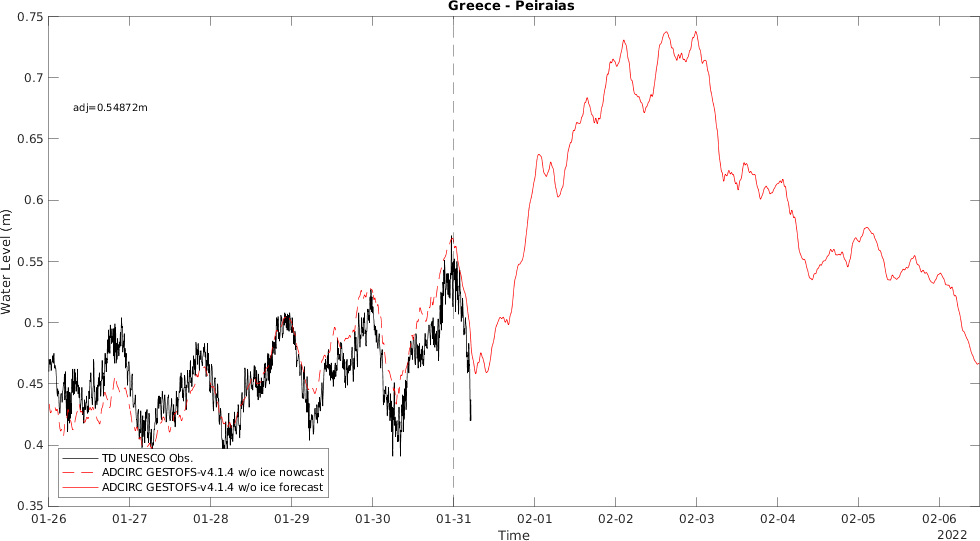 Greece - Peiraias
0.75
0.7
0.65
0.6
0.55
0.5
0.45
0.4
0.35
Water Level (m)
adj=0.54872m
TD UNESCO Obs.
ADCIRC GESTOFS-v4.1.4 w/o ice nowcast
ADCIRC GESTOFS-v4.1.4 w/o ice forecast
01-26 01-27 01-28 01-29 01-30 01-31 02-01 02-02 02-03 02-04 02-05 02-06
Time
2022